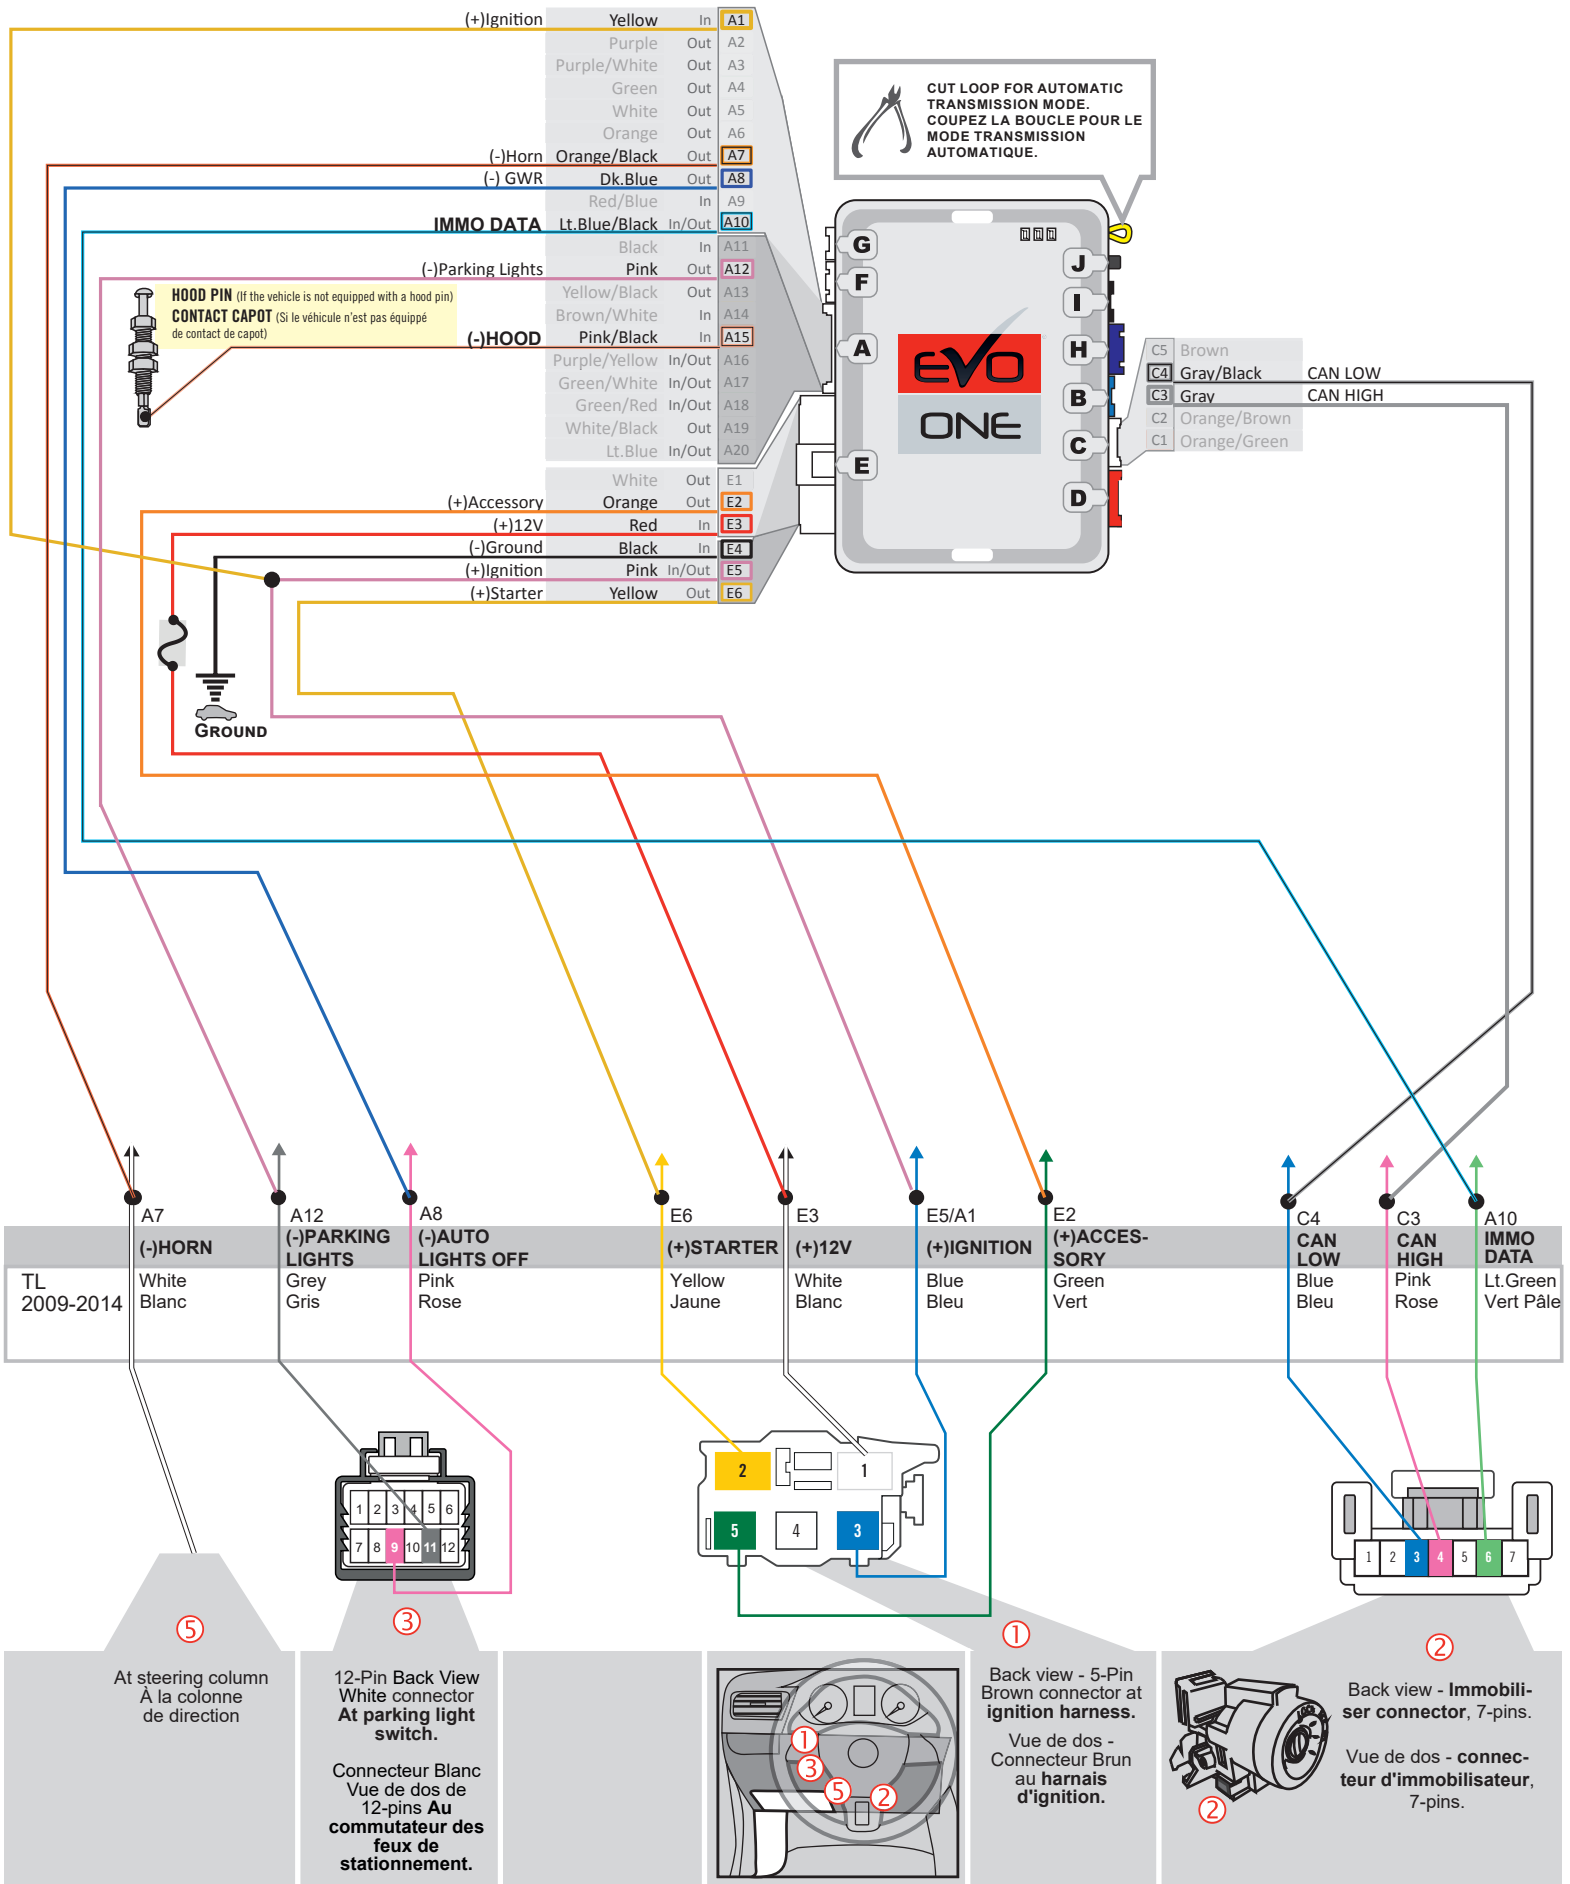 (+)Ignition Yellow In A1
Purple Out A2
Purple/White Out A3
Green Out A4
White Out A5
Orange Out A6
(-)Horn Orange/Black Out A7
(-) GWR Dk.Blue Out A8
Red/Blue In A9
IMMO DATA Lt.Blue/Black In/Out A10
Black In A11
(-)Parking Lights Pink Out A12
Yellow/Black Out A13
Brown/White In A14
(-)HOOD Pink/Black In A15
Purple/Yellow In/Out A16
Green/White In/Out A17
Green/Red In/Out A18
White/Black Out A19
Lt.Blue In/Out A20
White Out E1
(+)Accessory Orange Out E2
(+)12V Red In E3
(-)Ground Black In E4
(+)Ignition Pink In/Out E5
(+)Starter Yellow Out E6
HOOD PIN (If the vehicle is not equipped with a hood pin)
CONTACT CAPOT (Si le véhicule n'est pas équippé
de contact de capot)
CUT LOOP FOR AUTOMATIC
TRANSMISSION MODE.
COUPEZ LA BOUCLE POUR LE
MODE TRANSMISSION
AUTOMATIQUE.
G
F
A
E
J
I
H
B
C
D
EVO
ONE
C5 Brown
C4 Gray/Black CAN LOW
C3 Gray CAN HIGH
C2 Orange/Brown
C1 Orange/Green
GROUND
A7 A12 A8 E6 E3 E5/A1 E2 C4 C3 A10
(-)HORN
(-)PARKING
LIGHTS
(-)AUTO
LIGHTS OFF
(+)STARTER
(+)12V
(+)IGNITION
(+)ACCES-
SORY
CAN
LOW
CAN
HIGH
IMMO
DATA
TL
2009-2014
White
Blanc
Grey
Gris
Pink
Rose
Yellow
Jaune
White
Blanc
Blue
Bleu
Green
Vert
Blue
Bleu
Pink
Rose
Lt.Green
Vert Pâle
1 2 3 4 5 6
7 8 9 10 11 12
2 1
5 4 3
1 2 3 4 5 6 7
5
At steering column
À la colonne
de direction
3
12-Pin Back View
White connector
At parking light
switch.
Connecteur Blanc
Vue de dos de
12-pins Au
commutateur des
feux de
stationnement.
1
3
5
2
1
Back view - 5-Pin
Brown connector at
ignition harness.
Vue de dos -
Connecteur Brun
au harnais
d'ignition.
2
Back view - Immobili-
ser connector, 7-pins.
Vue de dos - connec-
teur d'immobilisateur,
7-pins.
2